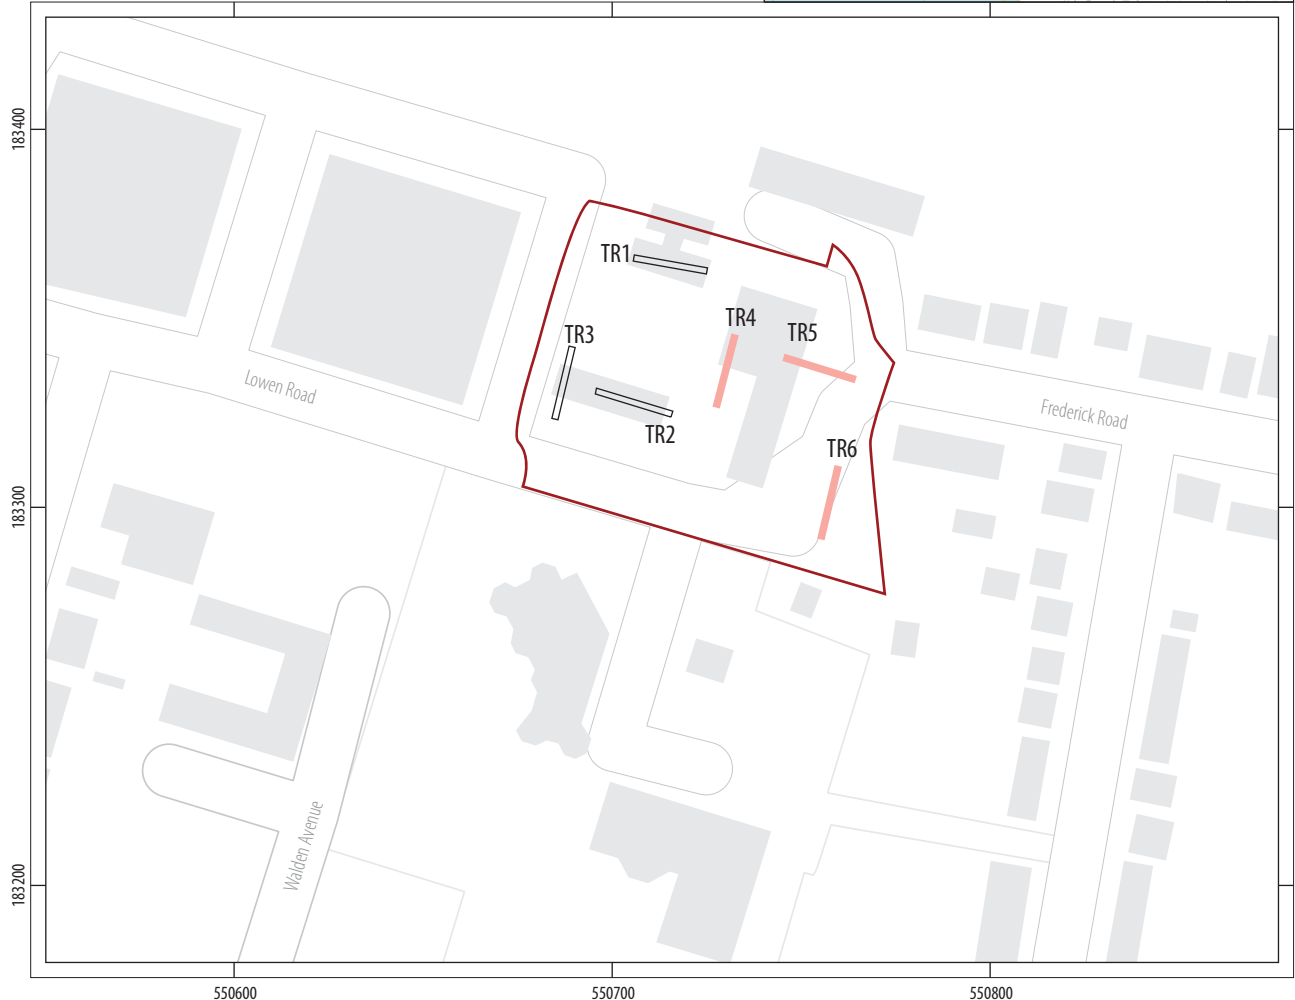 183400
TR1
TR4
TR5
TR3
Lowen Road
Frederick Road
TR2
TR6
183300
Walden Avenue
183200
550600
550700
550800